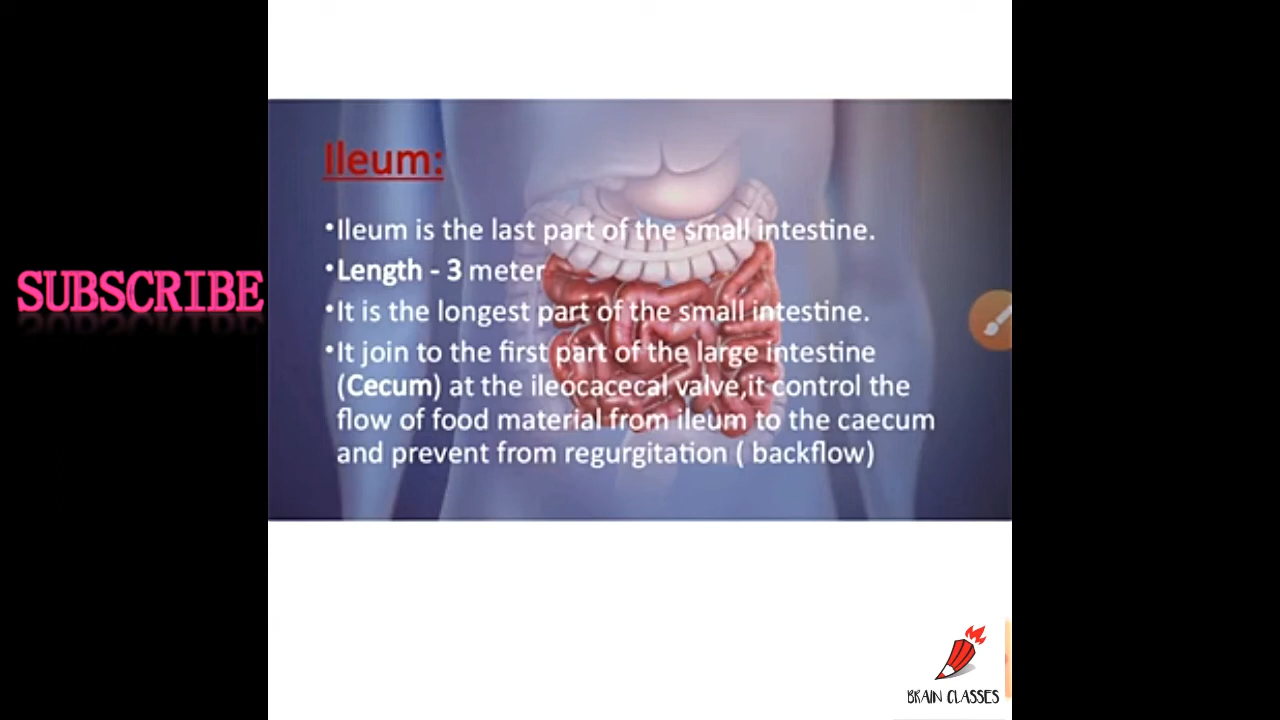 SUBSCRIBE
Ileum:
•Ileum is the last part of the small intestine.
•Length - 3 meter
•It is the longest part of the small intestine.
•It join to the first part of the large intestine
(Cecum) at the ileocacecal valve,it control the
flow of food material from ileum to the caecum
and prevent from regurgitation ( backflow)
BRAIN CLASSES